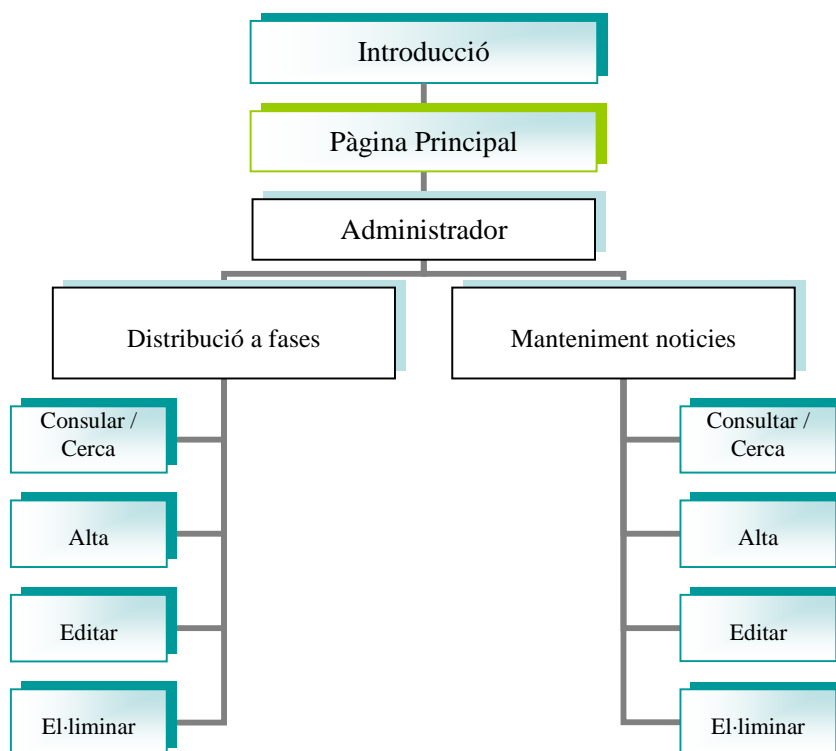 Introducció
Pàgina Principal
Administrador
Distribució a fases
Manteniment noticies
Consular /
Cerca
Consultar /
Cerca
Alta
Alta
Editar
Editar
El·liminar
El·liminar